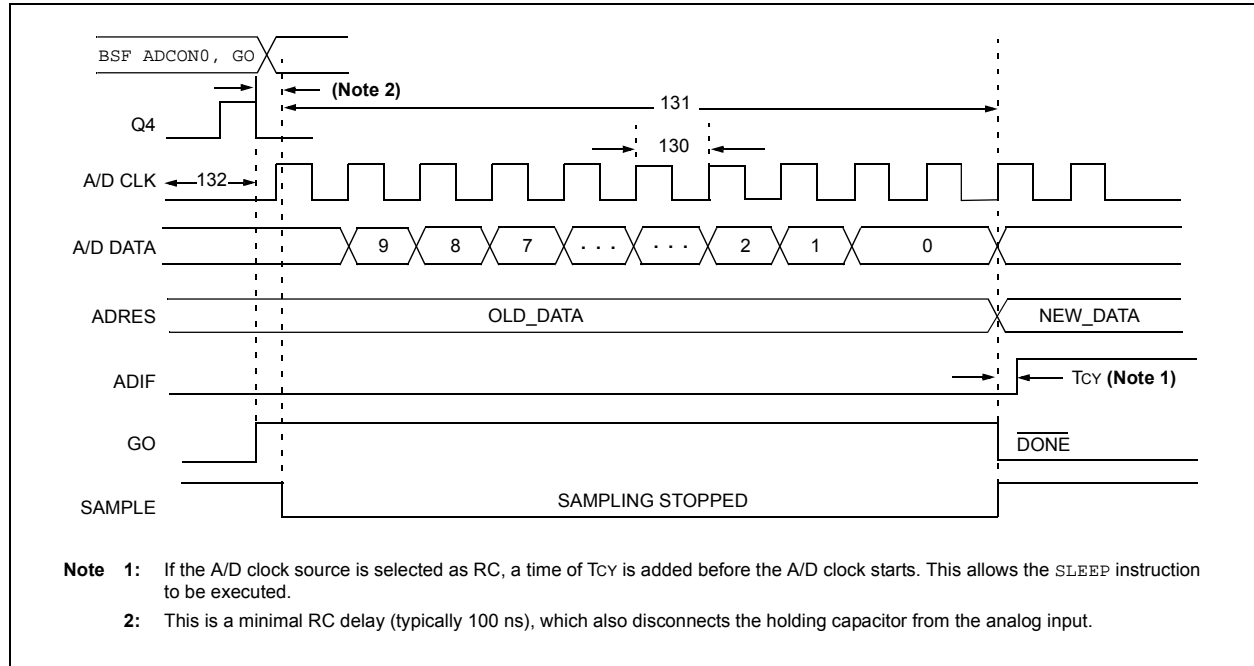 BSF ADCON0, GO
(Note 2)
131
Q4
130
A/D CLK
132
A/D DATA
9 8 7 . . . . . . 2 1 0
ADRES
OLD_DATA
NEW_DATA
ADIF
TCY (Note 1)
GO
DONE
SAMPLE
SAMPLING STOPPED
Note 1: If the A/D clock source is selected as RC, a time of TCY is added before the A/D clock starts. This allows the SLEEP instruction
to be executed.
2: This is a minimal RC delay (typically 100 ns), which also disconnects the holding capacitor from the analog input.